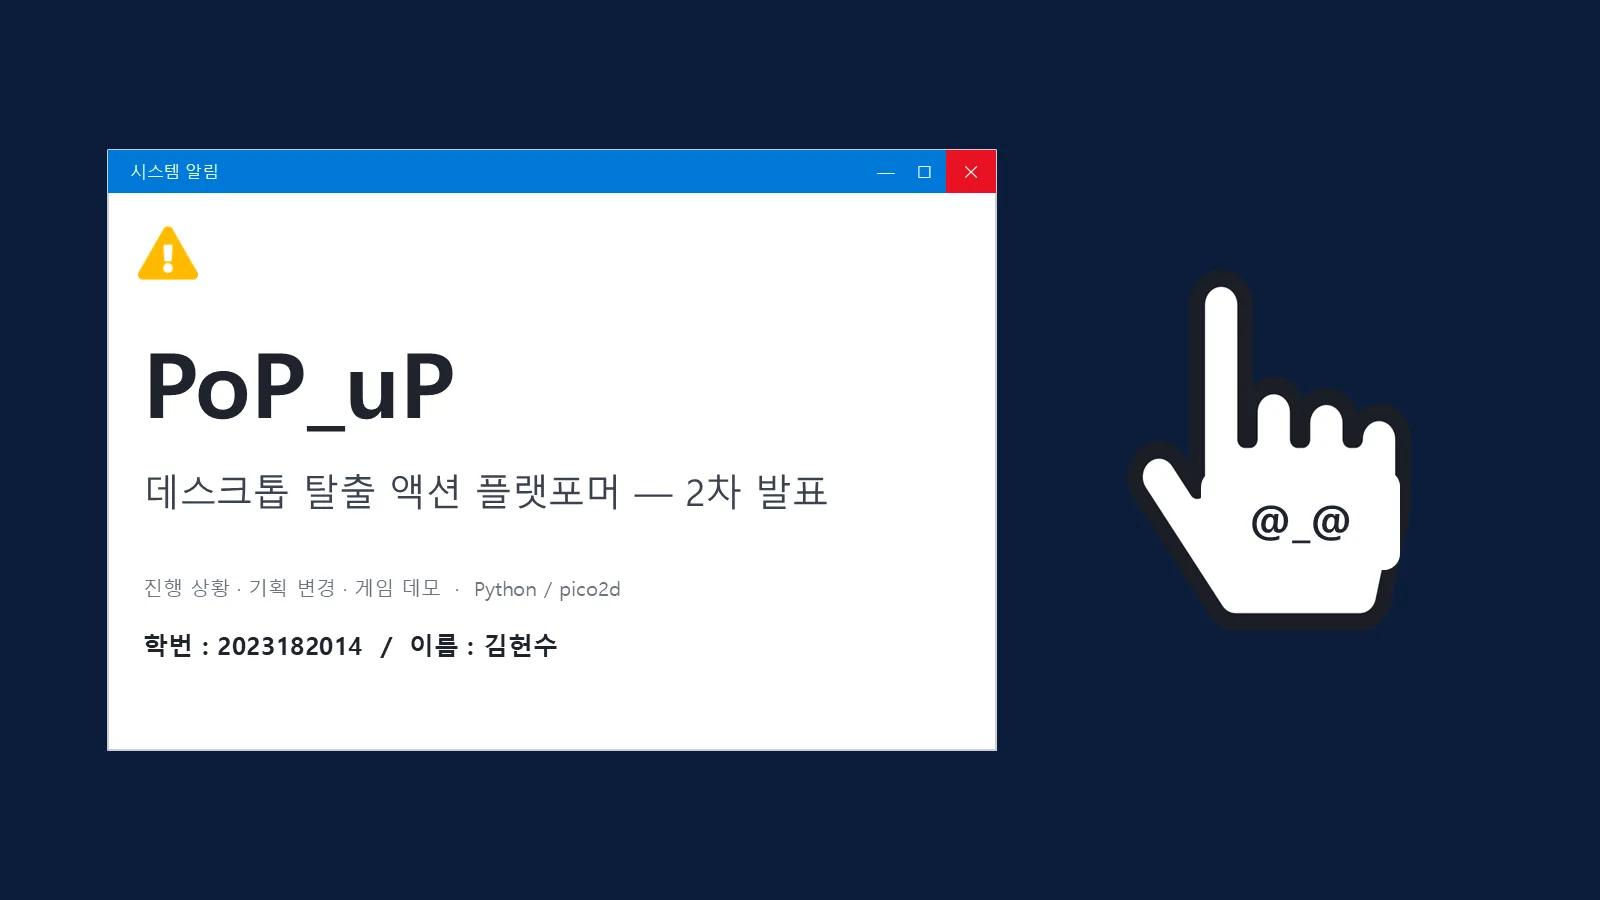 시스템 알림
PoP_uP
데스크톱 탈출 액션 플랫포머 — 2차 발표
진행 상황 · 기획 변경 · 게임 데모 · Python / pico2d
학번 : 2023182014 / 이름 : 김헌수
@_@